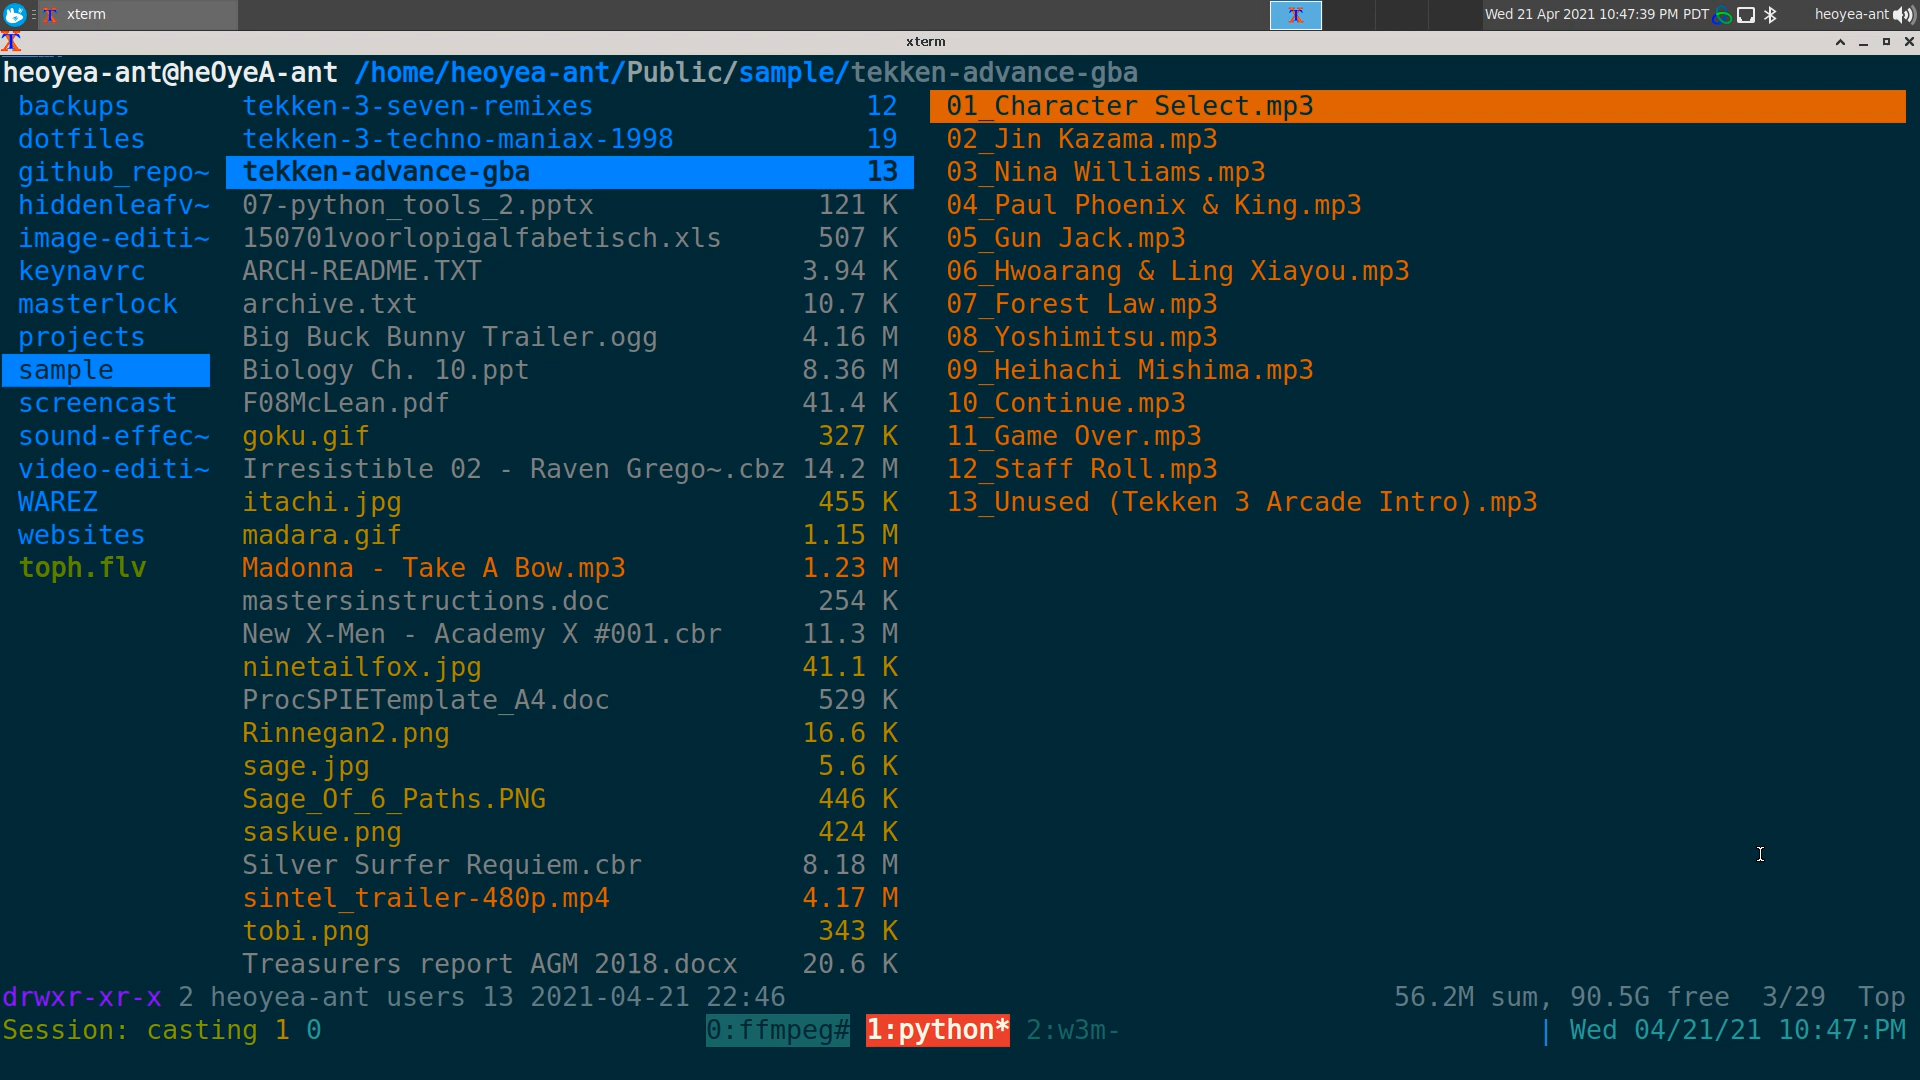 xterm
Wed 21 Apr 2021 10:47:39 PM PDT heoyea-ant
xterm
heoyea-ant@heOyeA-ant /home/heoyea-ant/Public/sample/tekken-advance-gba
backups tekken-3-seven-remixes 12 01_Character Select.mp3
dotfiles tekken-3-techno-maniax-1998 19 02_Jin Kazama.mp3
github_repo~ tekken-advance-gba 13 03_Nina Williams.mp3
hiddenleafv~ 07-python_tools_2.pptx 121 K 04_Paul Phoenix & King.mp3
image-editi~ 150701voorlopigalfabetisch.xls 507 K 05_Gun Jack.mp3
keynavrc ARCH-README.TXT 3.94 K 06_Hwoarang & Ling Xiayou.mp3
masterlock archive.txt 10.7 K 07_Forest Law.mp3
projects Big Buck Bunny Trailer.ogg 4.16 M 08_Yoshimitsu.mp3
sample Biology Ch. 10.ppt 8.36 M 09_Heihachi Mishima.mp3
screencast F08McLean.pdf 41.4 K 10_Continue.mp3
sound-effec~ goku.gif 327 K 11_Game Over.mp3
video-editi~ Irresistible 02 - Raven Grego~.cbz 14.2 M 12_Staff Roll.mp3
WAREZ itachi.jpg 455 K 13_Unused (Tekken 3 Arcade Intro).mp3
websites madara.gif 1.15 M
toph.flv Madonna - Take A Bow.mp3 1.23 M
mastersinstructions.doc 254 K
New X-Men - Academy X #001.cbr 11.3 M
ninetailfox.jpg 41.1 K
ProcSPIETemplate_A4.doc 529 K
Rinnegan2.png 16.6 K
sage.jpg 5.6 K
Sage_Of_6_Paths.PNG 446 K
saskue.png 424 K
Silver Surfer Requiem.cbr 8.18 M
sintel_trailer-480p.mp4 4.17 M
tobi.png 343 K
Treasurers report AGM 2018.docx 20.6 K
drwxr-xr-x 2 heoyea-ant users 13 2021-04-21 22:46 56.2M sum, 90.5G free 3/29 Top
Session: casting 1 0 0:ffmpeg# 1:python* 2:w3m- | Wed 04/21/21 10:47:PM